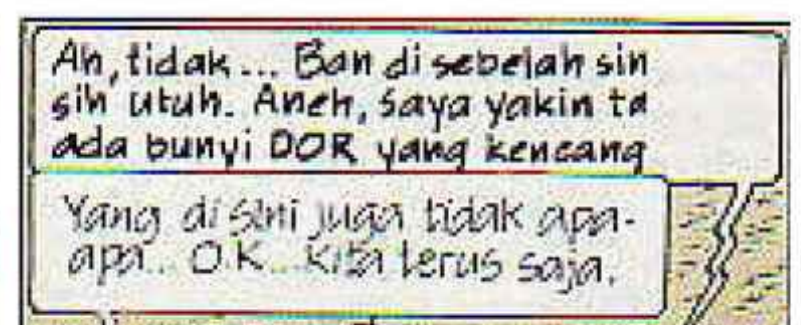 Ah, tidak... Ban di sebelah sin
sih utuh. Aneh, saya yakin ta
ada bunyi DOR yang kencang
Yang di sini juga tidak apa-
apa... O.K... kita terus saja.